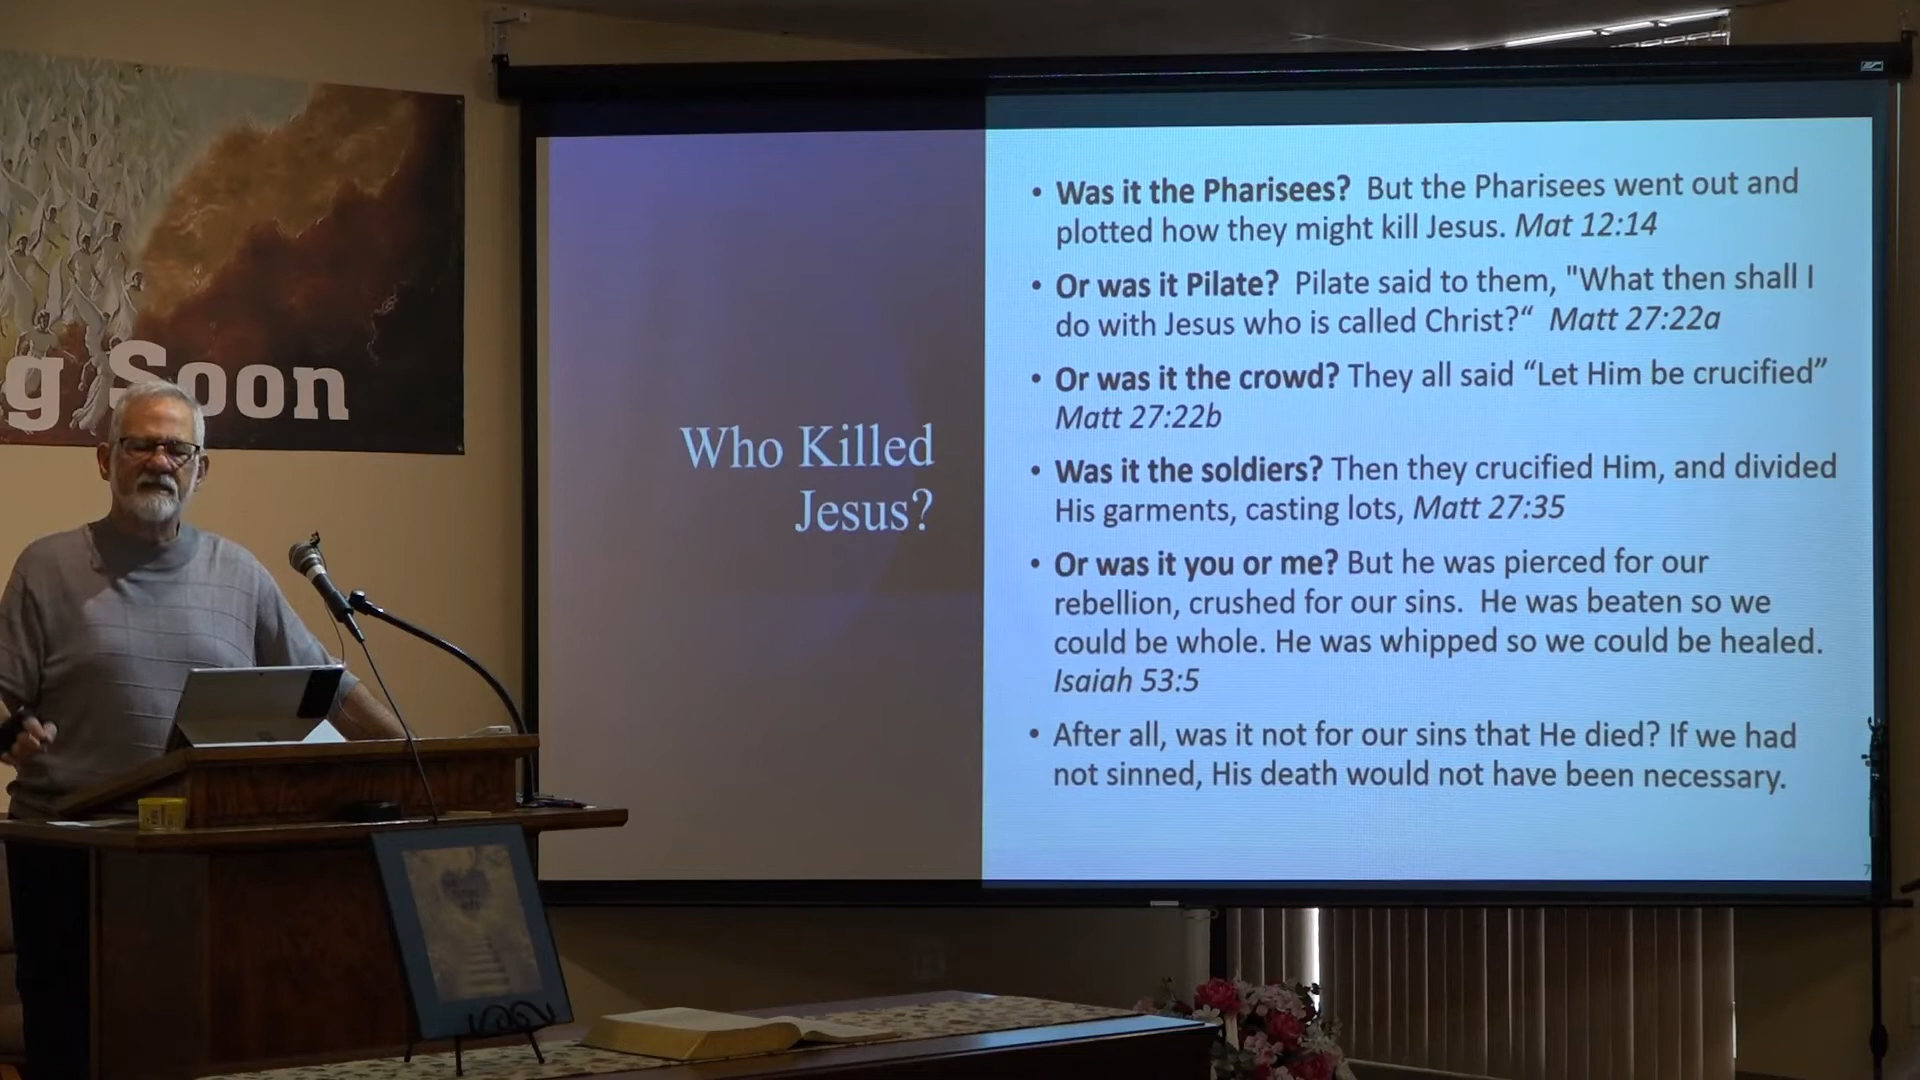 g Soon
Who Killed
Jesus?
• Was it the Pharisees? But the Pharisees went out and
plotted how they might kill Jesus. Mat 12:14
• Or was it Pilate? Pilate said to them, "What then shall I
do with Jesus who is called Christ?“ Matt 27:22a
• Or was it the crowd? They all said “Let Him be crucified”
Matt 27:22b
• Was it the soldiers? Then they crucified Him, and divided
His garments, casting lots, Matt 27:35
• Or was it you or me? But he was pierced for our
rebellion, crushed for our sins. He was beaten so we
could be whole. He was whipped so we could be healed.
Isaiah 53:5
• After all, was it not for our sins that He died? If we had
not sinned, His death would not have been necessary.
7